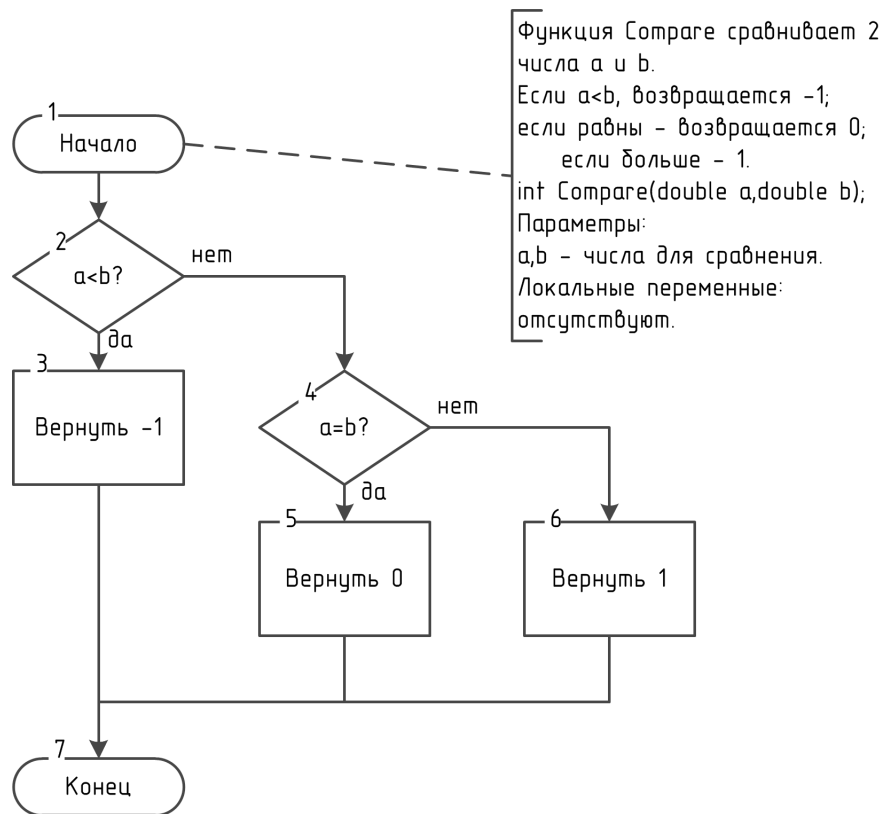 Функция Compare сравнивает 2
числа a и b.
Если a<b, возвращается -1;
если равны - возвращается 0;
если больше - 1.
int Compare(double a,double b);
Параметры:
a,b - числа для сравнения.
Локальные переменные:
отсутствуют.
1
Начало
2
a<b?
нет
да
3
Вернуть -1
4
a=b?
нет
да
5
Вернуть 0
6
Вернуть 1
7
Конец